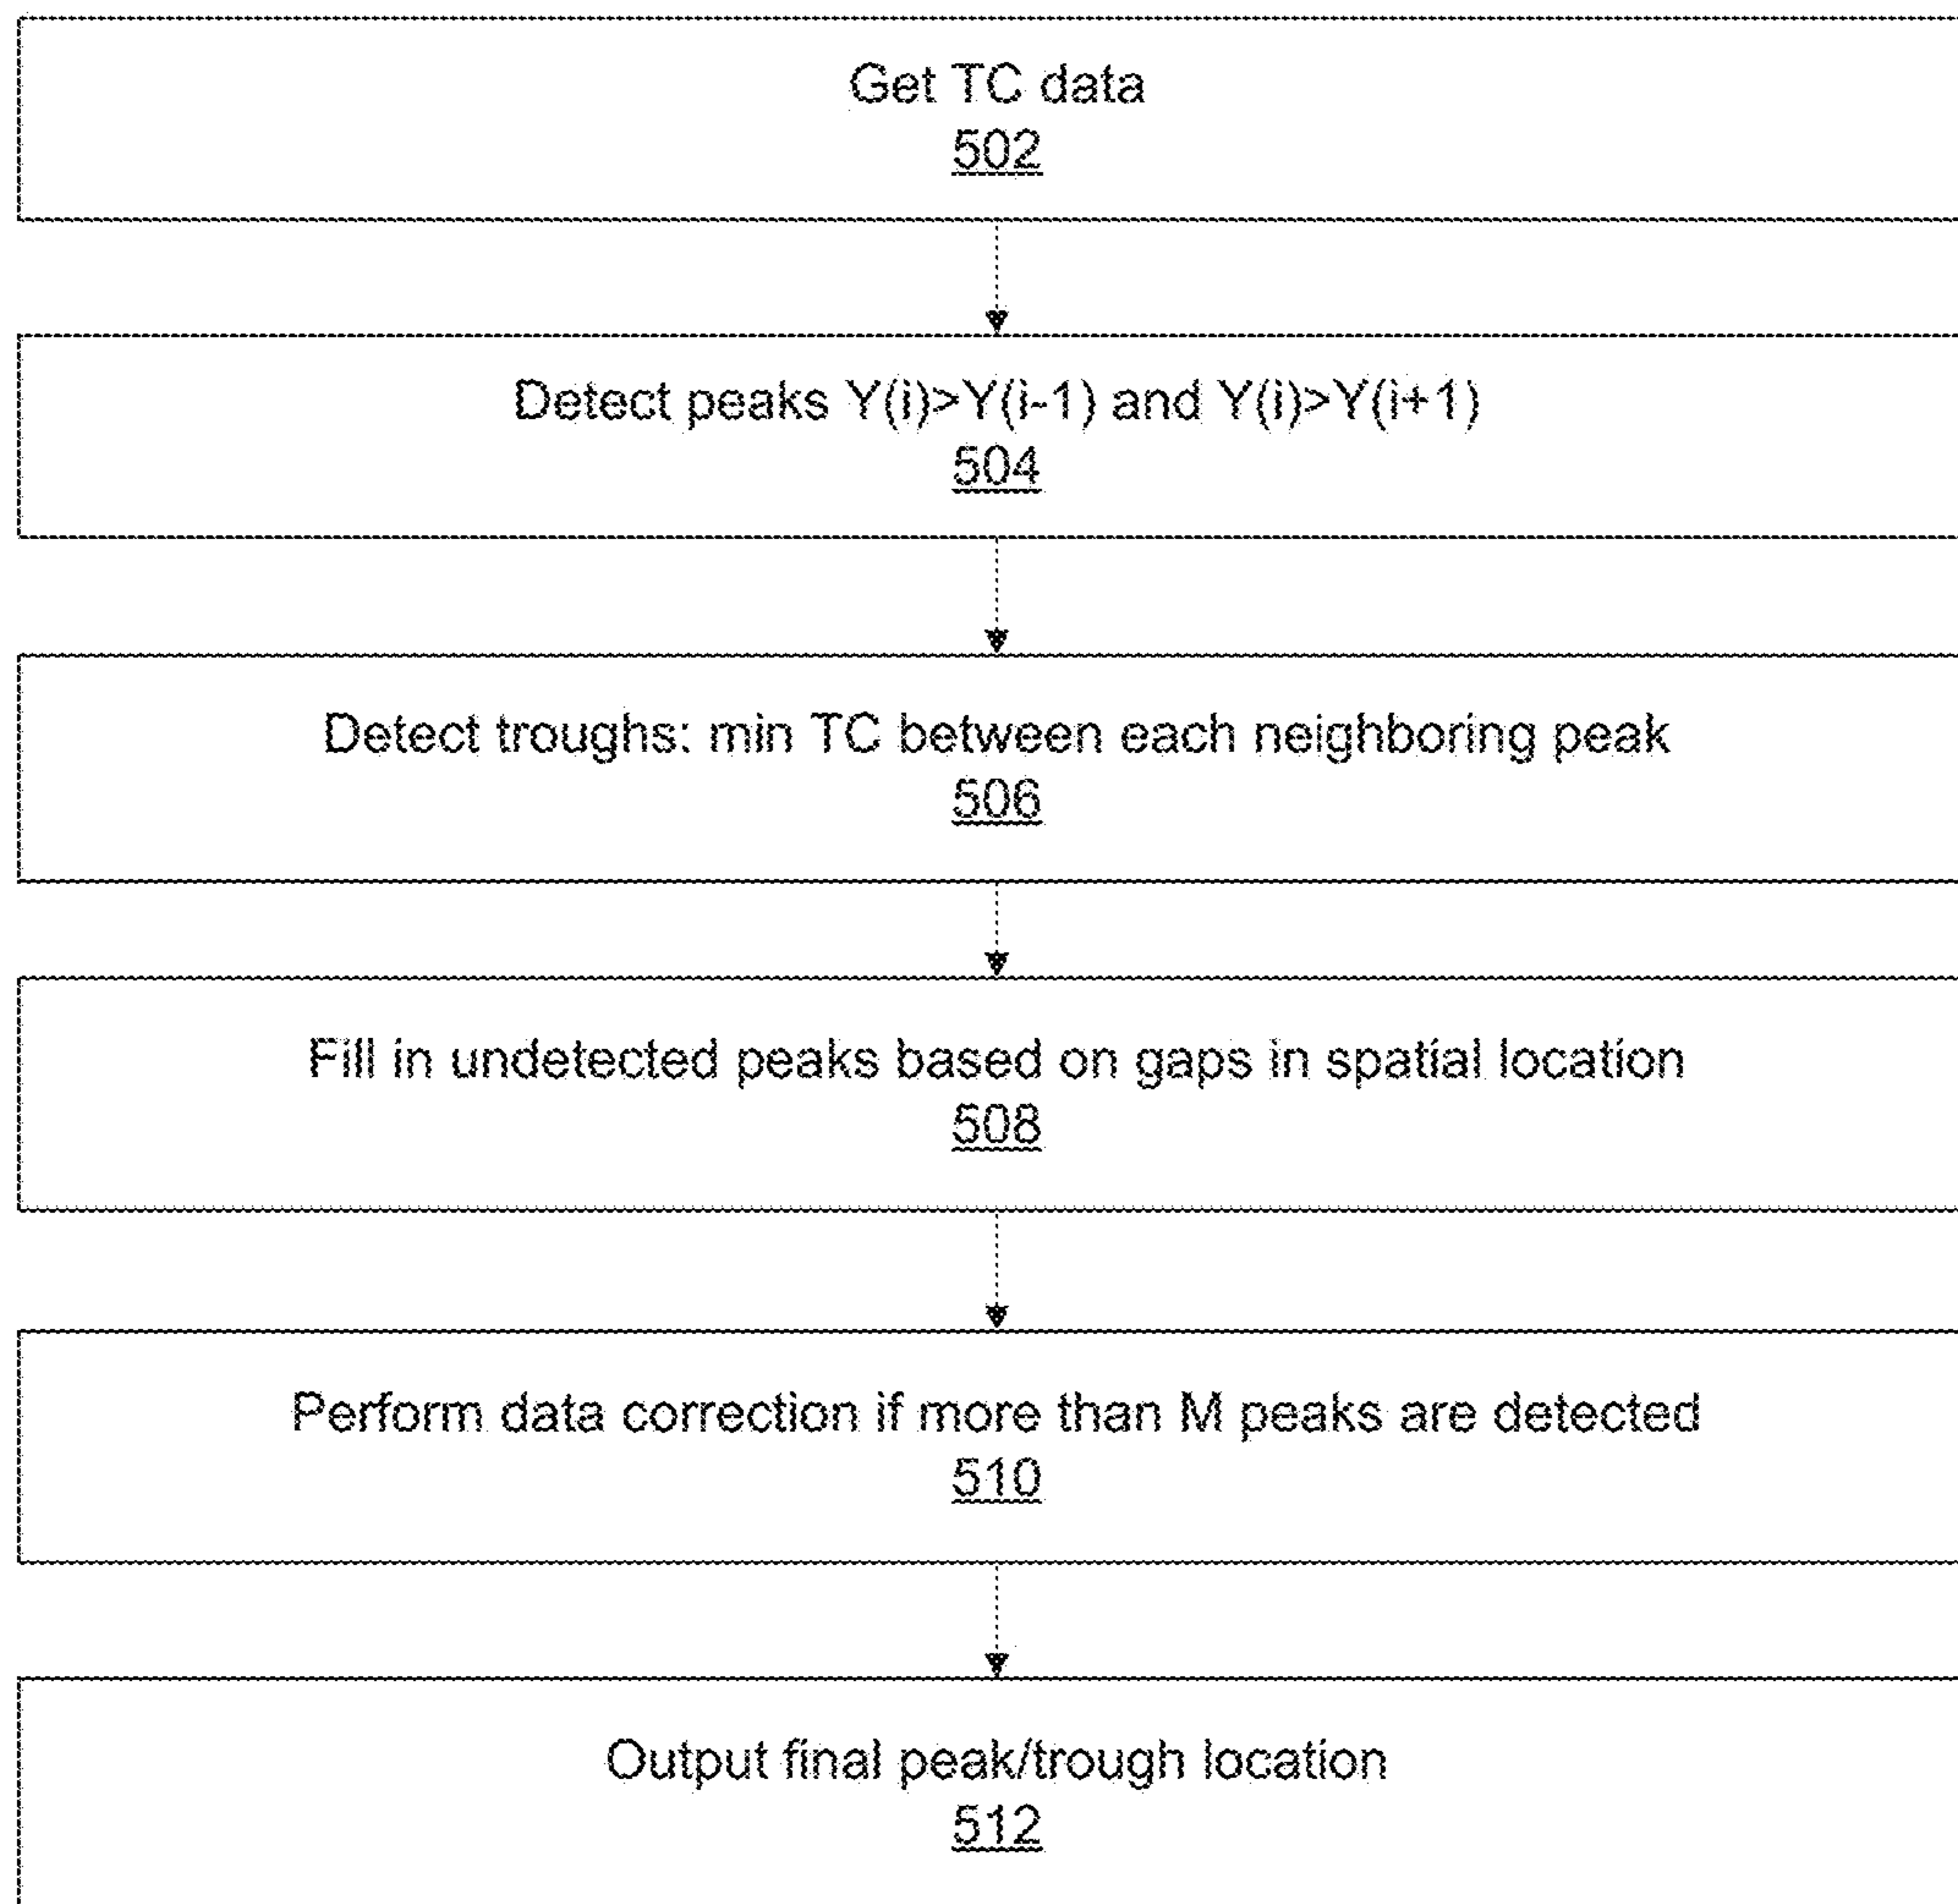 Get TC data
502
Detect peaks Y(i)>Y(i-1) and Y(i)>Y(i+1)
504
Detect troughs: min TC between each neighboring peak
506
Fill in undetected peaks based on gaps in spatial location
508
Perform data correction if more than M peaks are detected
510
Output final peak/trough location
512